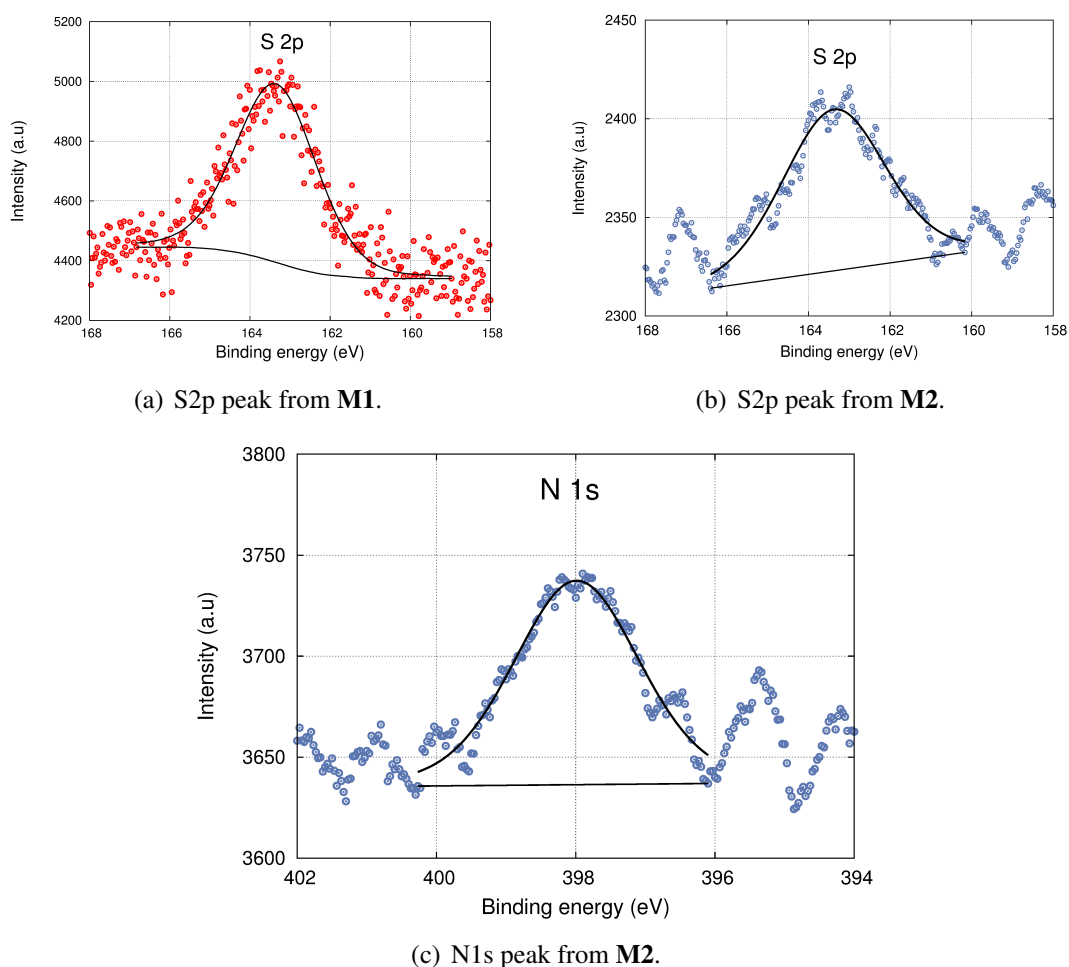 S 2p
Intensity (a.u)
5200
5000
4800
4600
4400
4200
168 166 164 162 160 158
Binding energy (eV)
(a) S2p peak from M1.
S 2p
Intensity (a.u)
2450
2400
2350
2300
168 166 164 162 160 158
Binding energy (eV)
(b) S2p peak from M2.
N 1s
Intensity (a.u)
3800
3750
3700
3650
3600
402 400 398 396 394
Binding energy (eV)
(c) N1s peak from M2.